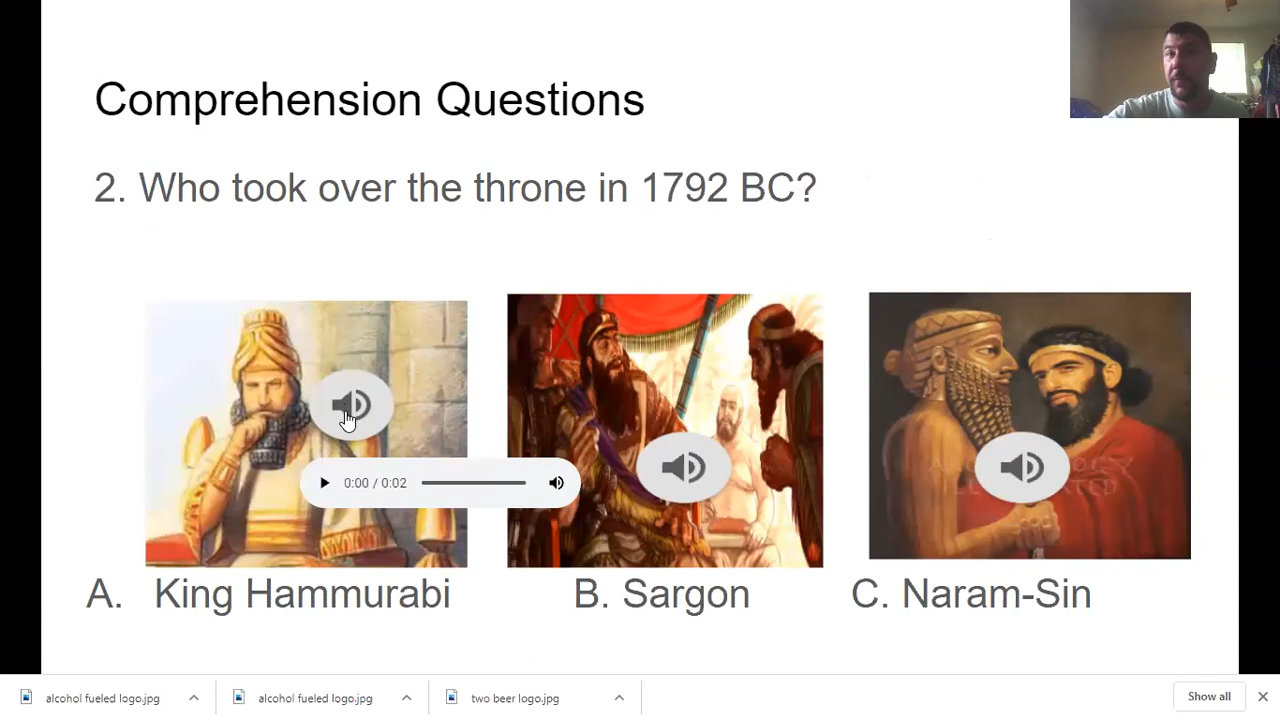 Comprehension Questions
2. Who took over the throne in 1792 BC?
0:00 / 0:02
A. King Hammurabi
B. Sargon
C. Naram-Sin
alcohol fueled logo.jpg
alcohol fueled logo.jpg
two beer logo.jpg
Show all